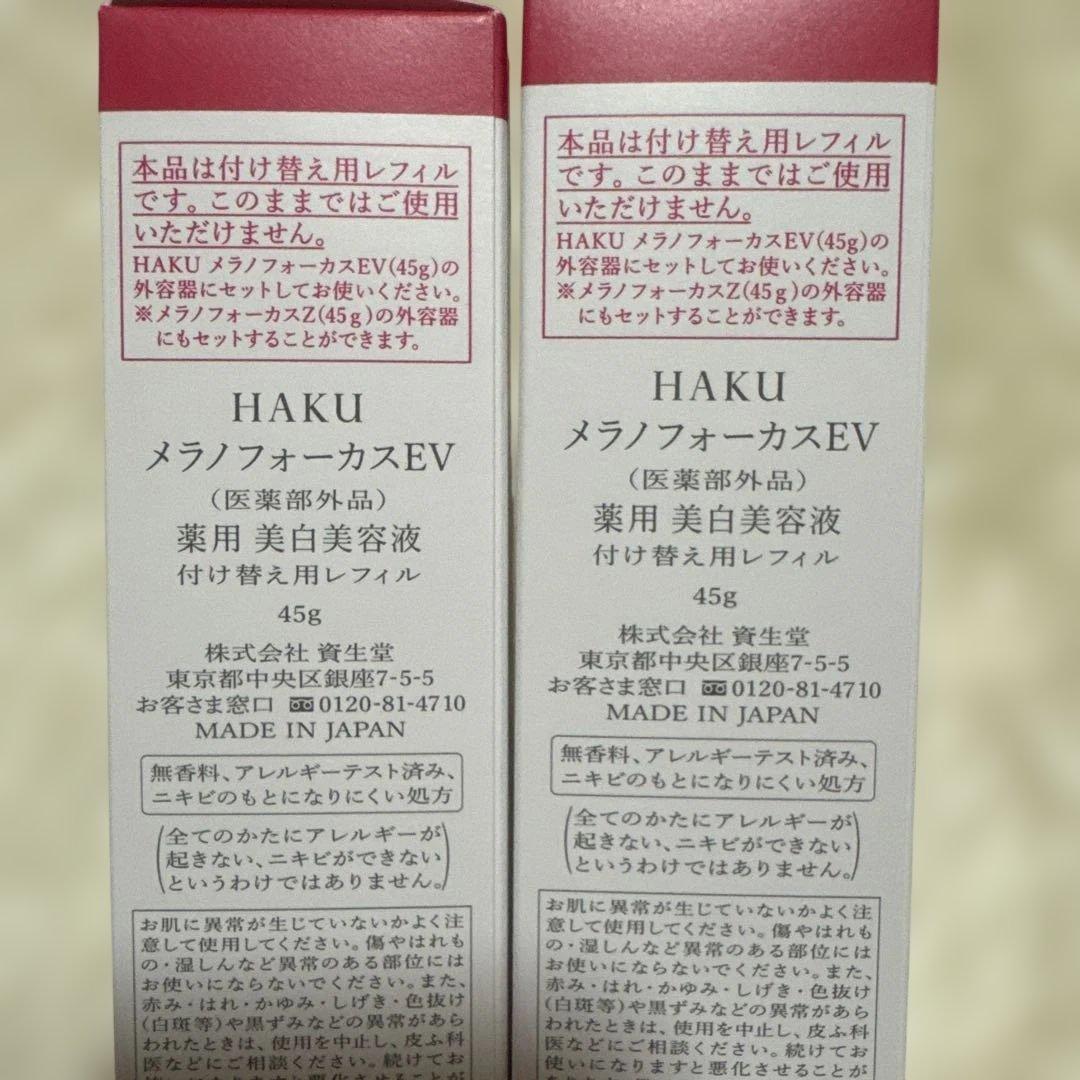 本品は付け替え用レフィル
です。このままではご使用
いただけません。
HAKU メラノフォーカスEV(45g)の
外容器にセットしてお使いください。
※メラノフォーカスZ(45g)の外容器
にもセットすることができます。
HAKU
メラノフォーカスEV
(医薬部外品)
薬用 美白美容液
付け替え用レフィル
45g
株式会社 資生堂
東京都中央区銀座7-5-5
お客さま窓口 0120-81-4710
MADE IN JAPAN
無香料、アレルギーテスト済み、
ニキビのもとになりにくい処方
(全てのかたにアレルギーが
起きない、ニキビができない
というわけではありません。)
お肌に異常が生じていないかよく注
意して使用してください。傷やはれも
の・湿しんなど異常のある部位には
お使いにならないでください。また、
赤み・はれ・かゆみ・しげき・色抜け
(白斑等)や黒ずみなどの異常があら
われたときは、使用を中止し、皮ふ科
医などにご相談ください。続けてお
使いになりますと悪化させることが
本品は付け替え用レフィル
です。このままではご使用
いただけません。
HAKU メラノフォーカスEV(45g)の
外容器にセットしてお使いください。
※メラノフォーカスZ(45g)の外容器
にもセットすることができます。
HAKU
メラノフォーカスEV
(医薬部外品)
薬用 美白美容液
付け替え用レフィル
45g
株式会社 資生堂
東京都中央区銀座7-5-5
お客さま窓口 0120-81-4710
MADE IN JAPAN
無香料、アレルギーテスト済み、
ニキビのもとになりにくい処方
(全てのかたにアレルギーが
起きない、ニキビができない
というわけではありません。)
お肌に異常が生じていないかよく注
意して使用してください。傷やはれも
の・湿しんなど異常のある部位には
お使いにならないでください。また、
赤み・はれ・かゆみ・しげき・色抜け
(白斑等)や黒ずみなどの異常があら
われたときは、使用を中止し、皮ふ科
医などにご相談ください。続けてお
使いになりますと悪化させることが